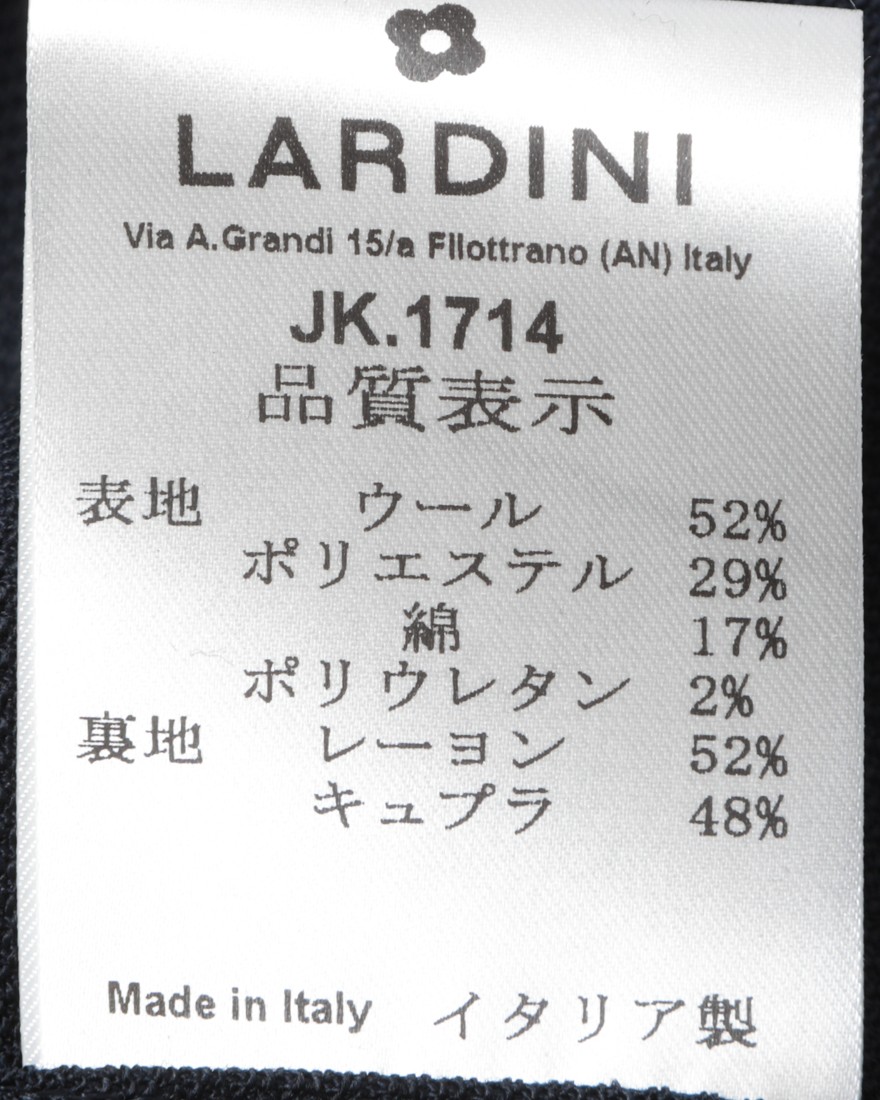 LARDINI
Via A.Grandi 15/a Filottrano (AN) Italy
JK.1714
品質表示
表地 ウール 52%
ポリエステル 29%
綿 17%
ポリウレタン 2%
裏地 レーヨン 52%
キュプラ 48%
Made in Italy イタリア製